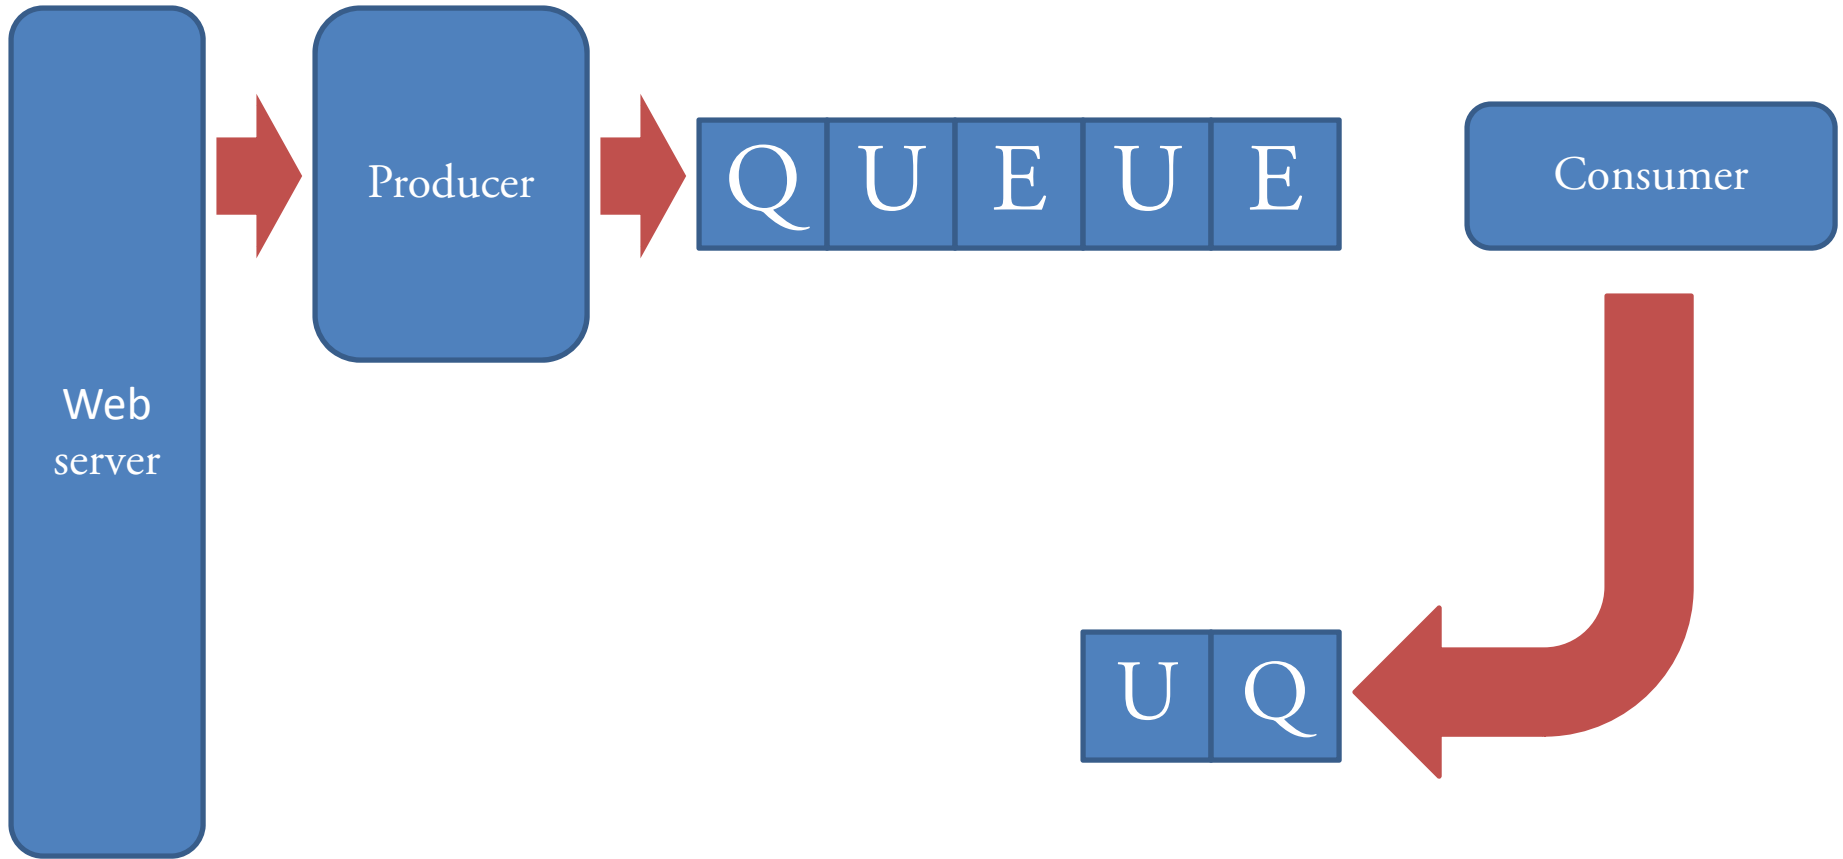 Web
server
Producer
Q U E U E
Consumer
U Q